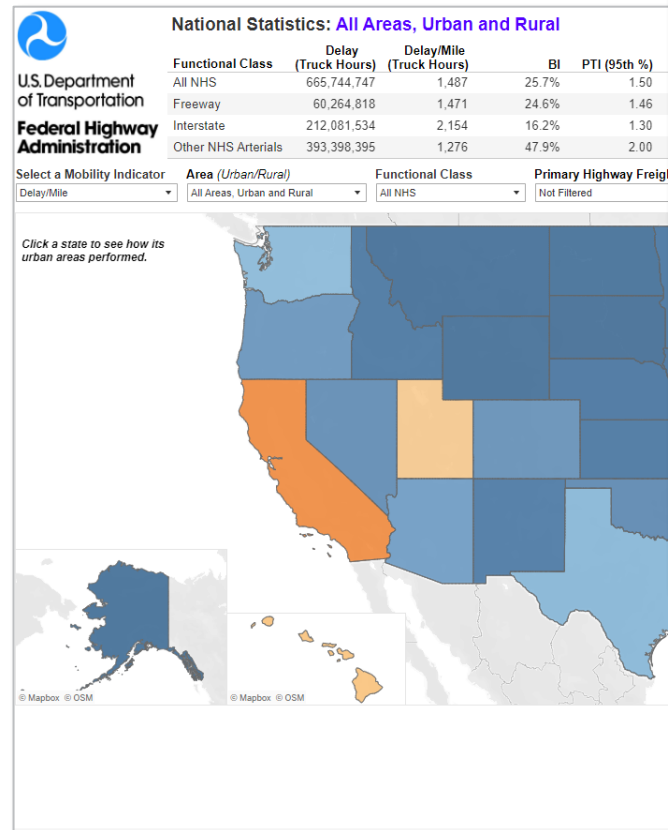 National Statistics: All Areas, Urban and Rural
U.S. Department
of Transportation
Federal Highway
Administration
Functional Class Delay (Truck Hours) Delay/Mile (Truck Hours) BI PTI (95th %)
All NHS 665,744,747 1,487 25.7% 1.50
Freeway 60,264,818 1,471 24.6% 1.46
Interstate 212,081,534 2,154 16.2% 1.30
Other NHS Arterials 393,398,395 1,276 47.9% 2.00
Select a Mobility Indicator Area (Urban/Rural) Functional Class Primary Highway Freigh
Delay/Mile All Areas, Urban and Rural All NHS Not Filtered
Click a state to see how its
urban areas performed.
© Mapbox © OSM © Mapbox © OSM